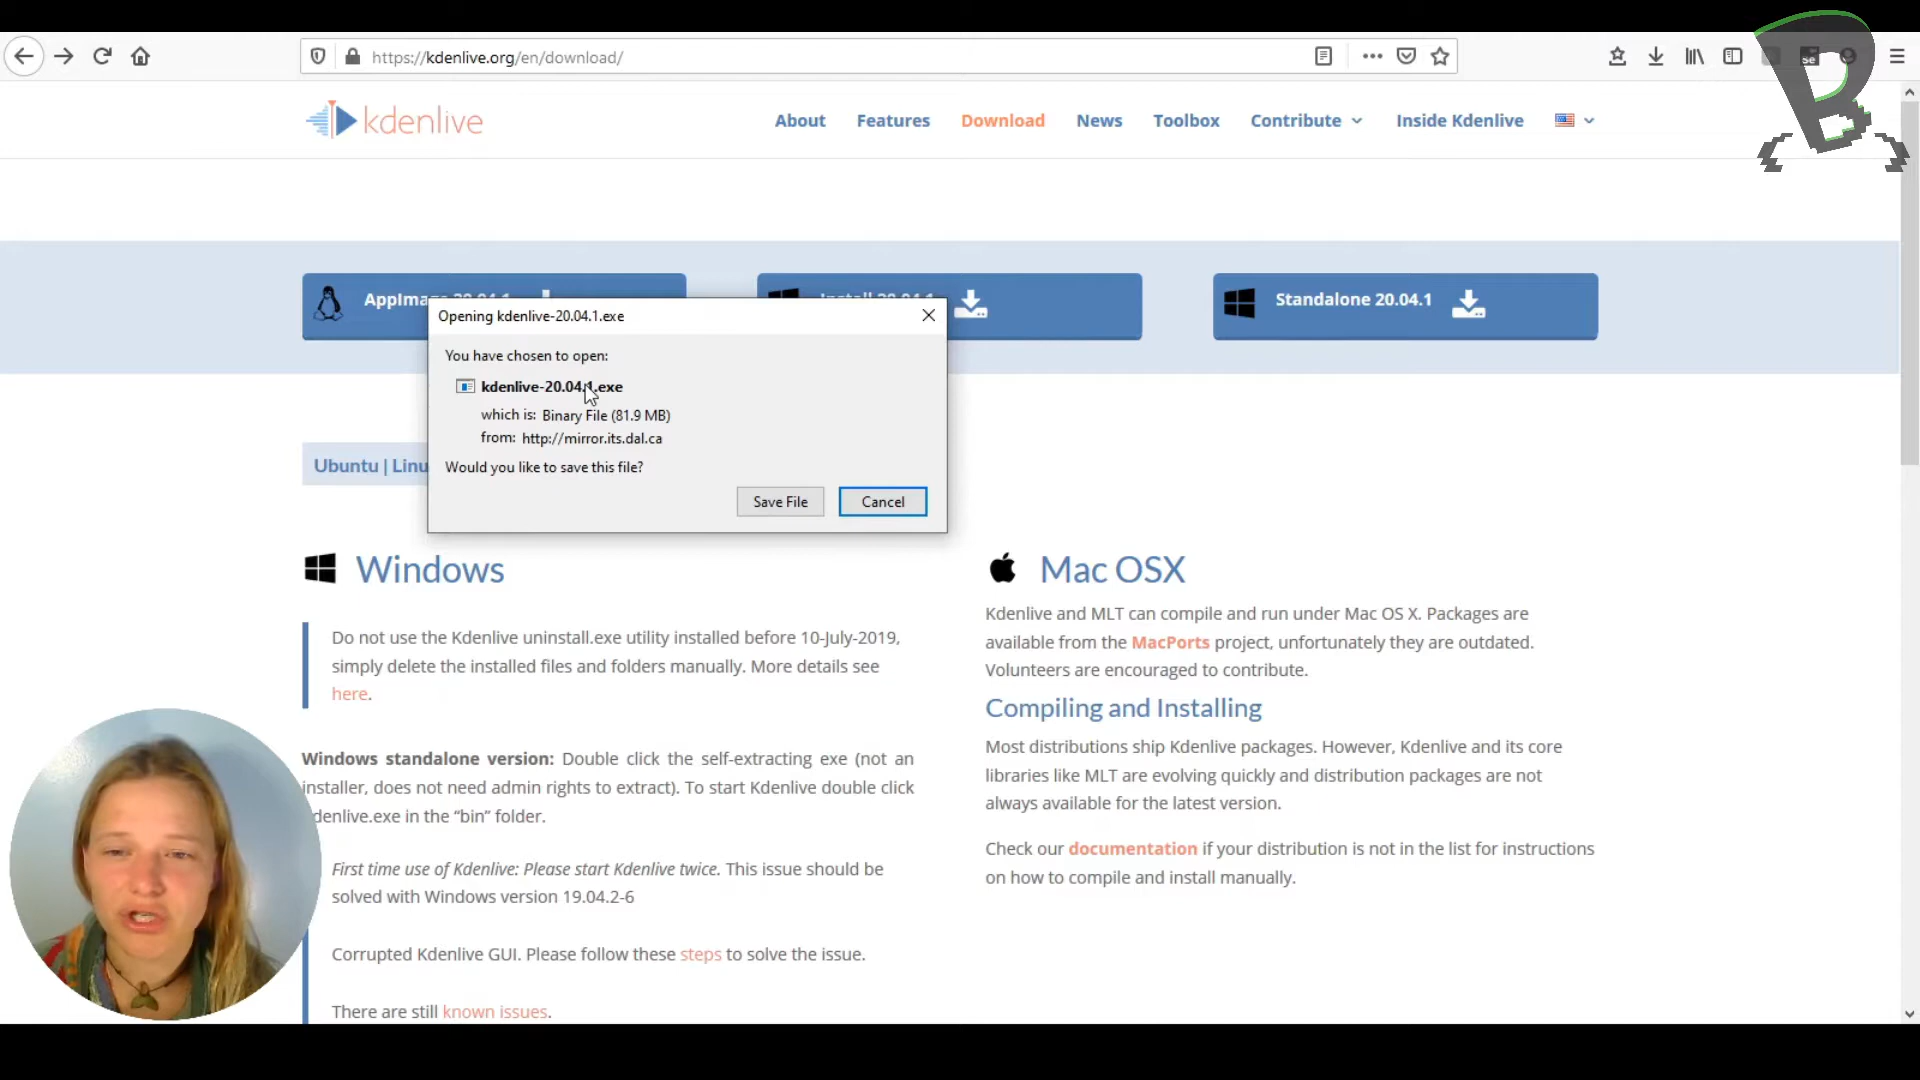 https://kdenlive.org/en/download/
Se
kdenlive
About Features Download News Toolbox Contribute Inside Kdenlive
Install 20.04.1
Standalone 20.04.1
Opening kdenlive-20.04.1.exe
You have chosen to open:
kdenlive-20.04.1.exe
which is: Binary File (81.9 MB)
from: http://mirror.its.dal.ca
Would you like to save this file?
Save File Cancel
Ubuntu |
Windows
Do not use the Kdenlive uninstall.exe utility installed before 10-July-2019,
simply delete the installed files and folders manually. More details see
here.
Windows standalone version: Double click the self-extracting exe (not an
installer, does not need admin rights to extract). To start Kdenlive double click
denlive.exe in the “bin” folder.
First time use of Kdenlive: Please start Kdenlive twice. This issue should be
solved with Windows version 19.04.2-6
Corrupted Kdenlive GUI. Please follow these steps to solve the issue.
There are still known issues.
Mac OSX
Kdenlive and MLT can compile and run under Mac OS X. Packages are
available from the MacPorts project, unfortunately they are outdated.
Volunteers are encouraged to contribute.
Compiling and Installing
Most distributions ship Kdenlive packages. However, Kdenlive and its core
libraries like MLT are evolving quickly and distribution packages are not
always available for the latest version.
Check our documentation if your distribution is not in the list for instructions
on how to compile and install manually.